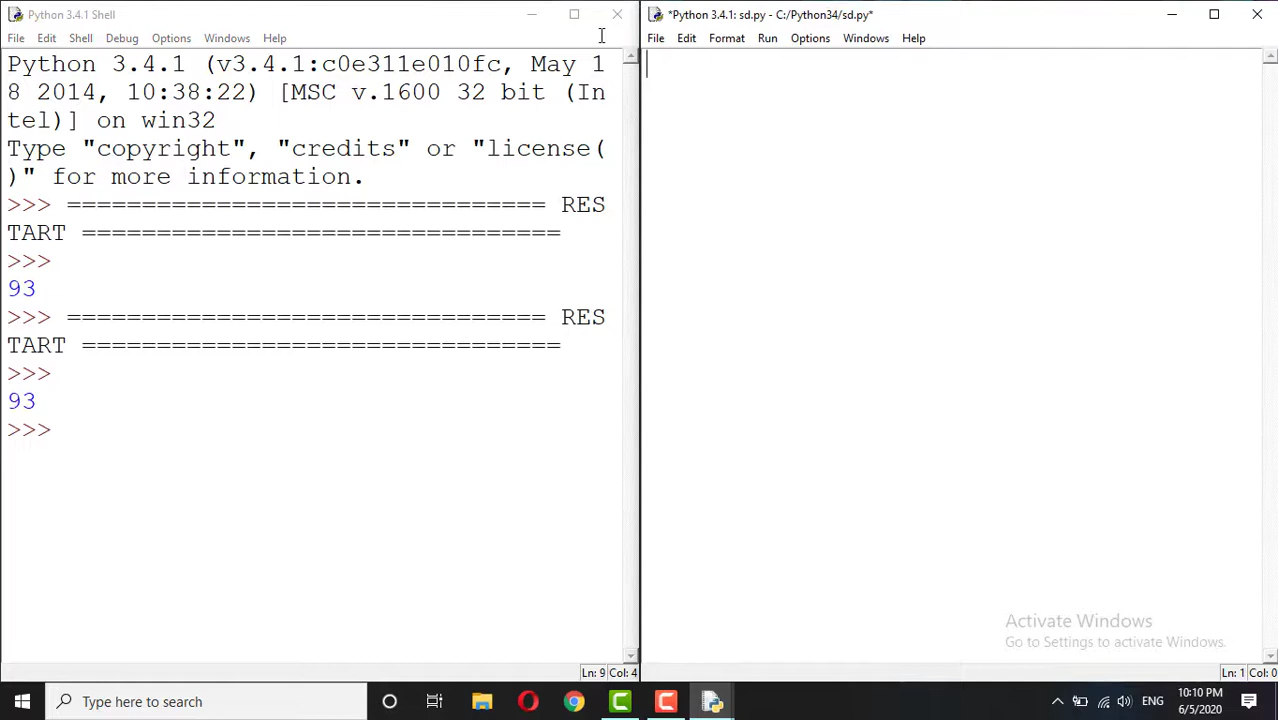 Python 3.4.1 Shell
File Edit Shell Debug Options Windows Help
Python 3.4.1 (v3.4.1:c0e311e010fc, May 1
8 2014, 10:38:22) [MSC v.1600 32 bit (In
tel)] on win32
Type "copyright", "credits" or "license(
)" for more information.
>>> ================================ RES
TART ================================
>>>
93
>>> ================================ RES
TART ================================
>>>
93
>>>
Ln: 9 Col: 4
*Python 3.4.1: sd.py - C:/Python34/sd.py*
File Edit Format Run Options Windows Help
Activate Windows
Go to Settings to activate Windows.
Ln: 1 Col: 0
Type here to search
ENG
10:10 PM
6/5/2020